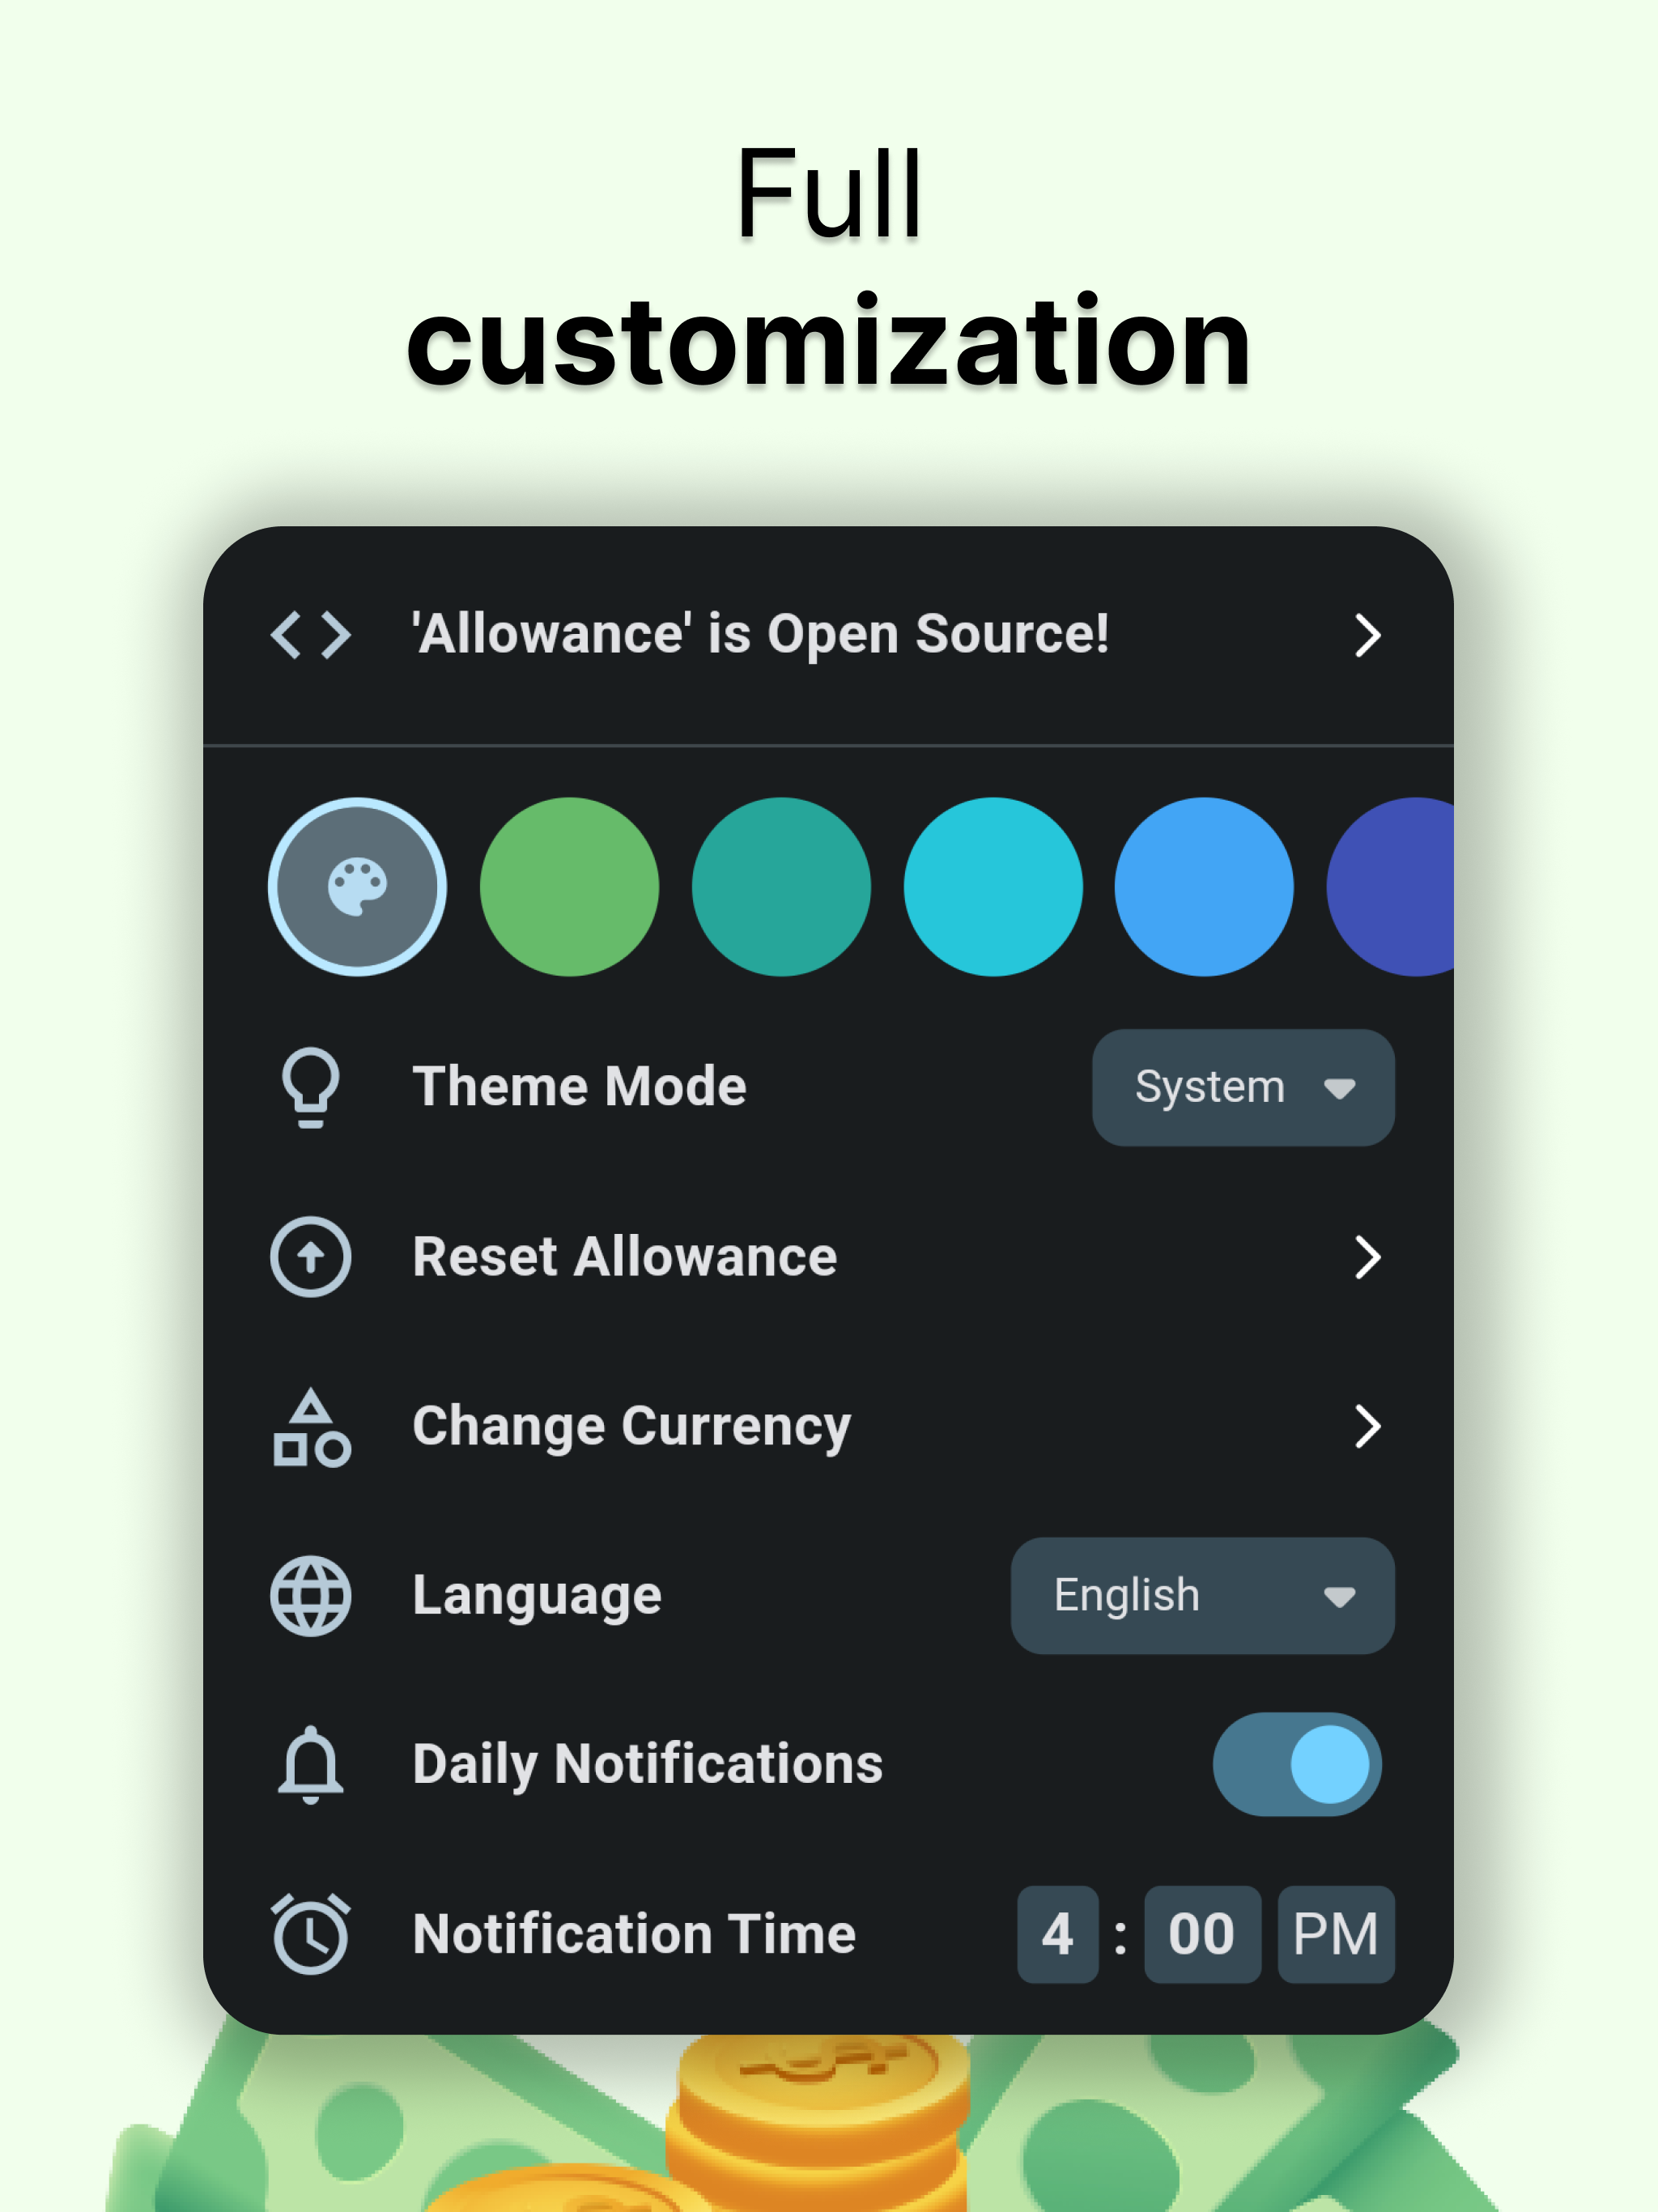 Full
customization
'Allowance' is Open Source!
Theme Mode System
Reset Allowance
Change Currency
Language English
Daily Notifications
Notification Time 4 : 00 PM